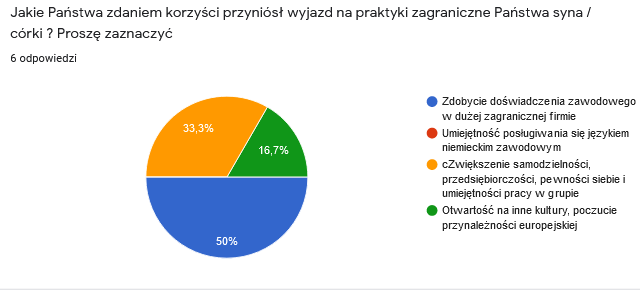 Jakie Państwa zdaniem korzyści przyniósł wyjazd na praktyki zagraniczne Państwa syna /
córki ? Proszę zaznaczyć
6 odpowiedzi
33,3%
16,7%
50%
Zdobycie doświadczenia zawodowego
w dużej zagranicznej firmie
Umiejętność posługiwania się językiem
niemieckim zawodowym
cZwiększenie samodzielności,
przedsiębiorczości, pewności siebie i
umiejętności pracy w grupie
Otwartość na inne kultury, poczucie
przynależności europejskiej